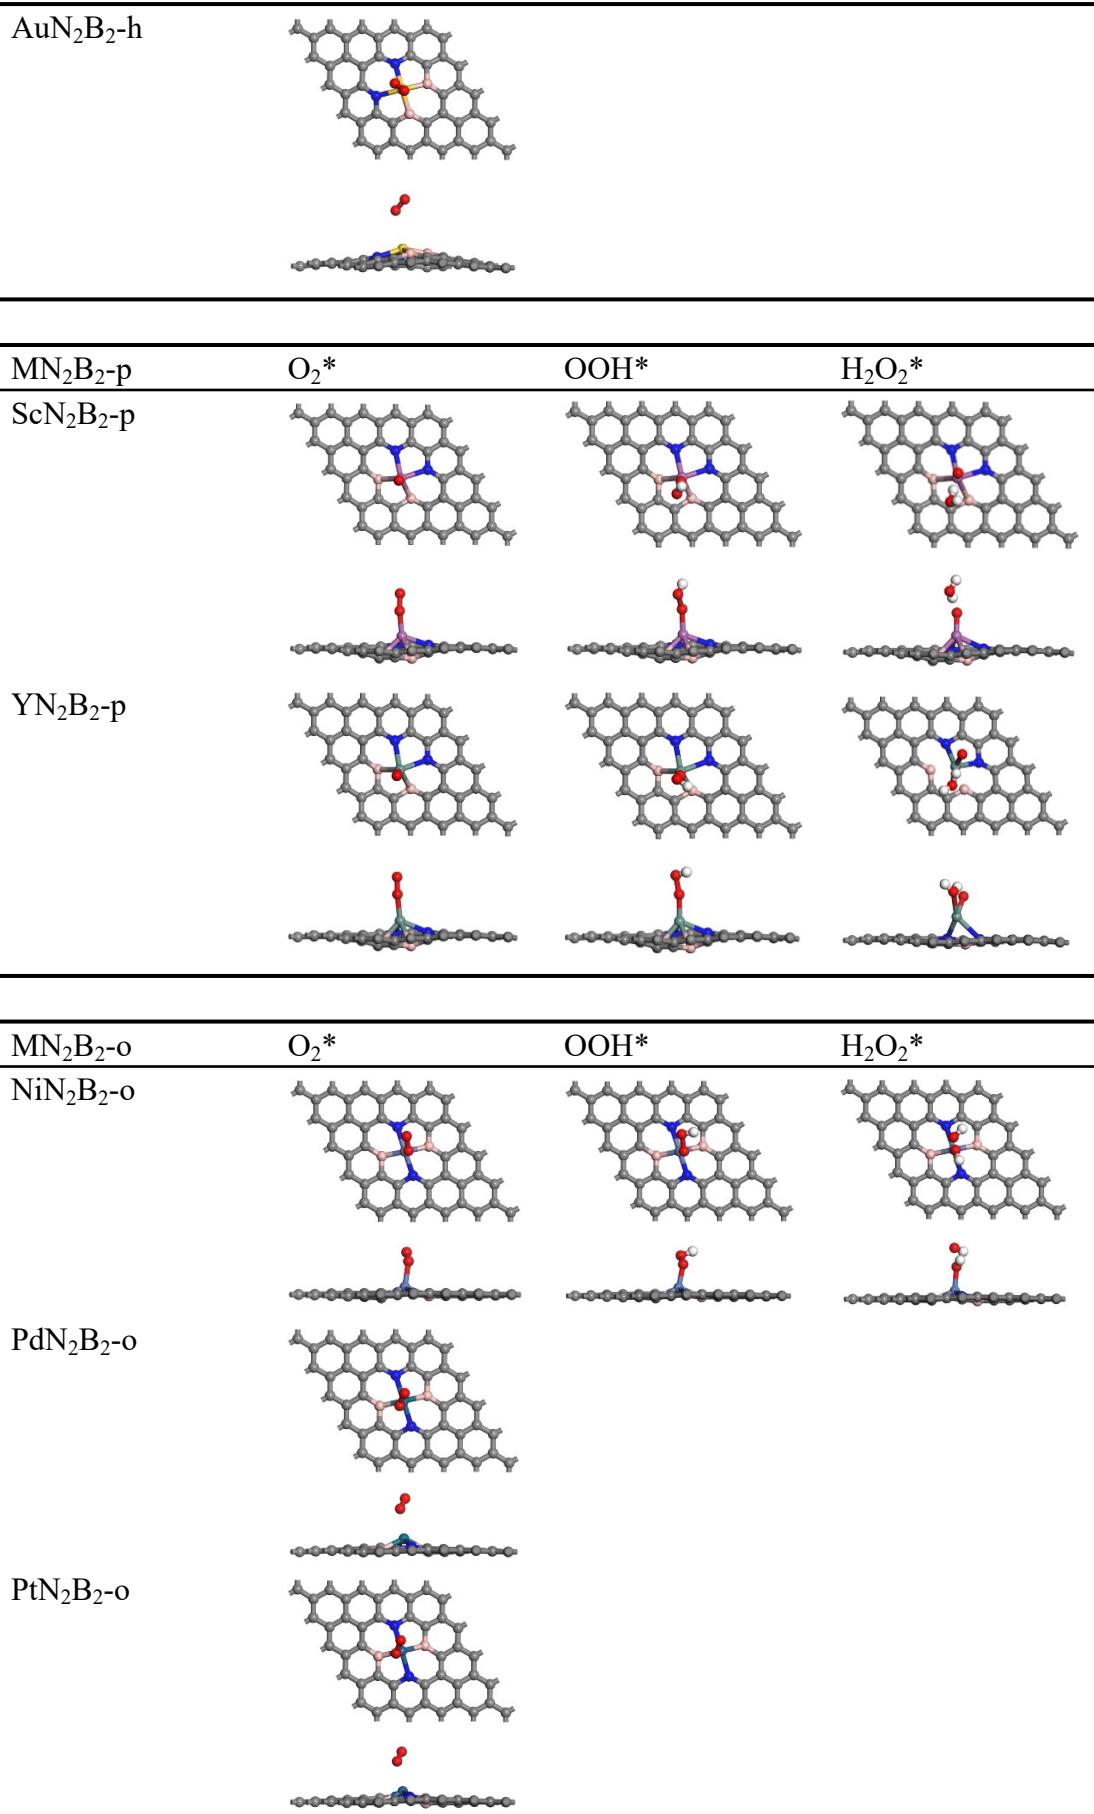 AuN₂B₂-h
MN₂B₂-p O₂* OOH* H₂O₂*
ScN₂B₂-p
YN₂B₂-p
MN₂B₂-o O₂* OOH* H₂O₂*
NiN₂B₂-o
PdN₂B₂-o
PtN₂B₂-o